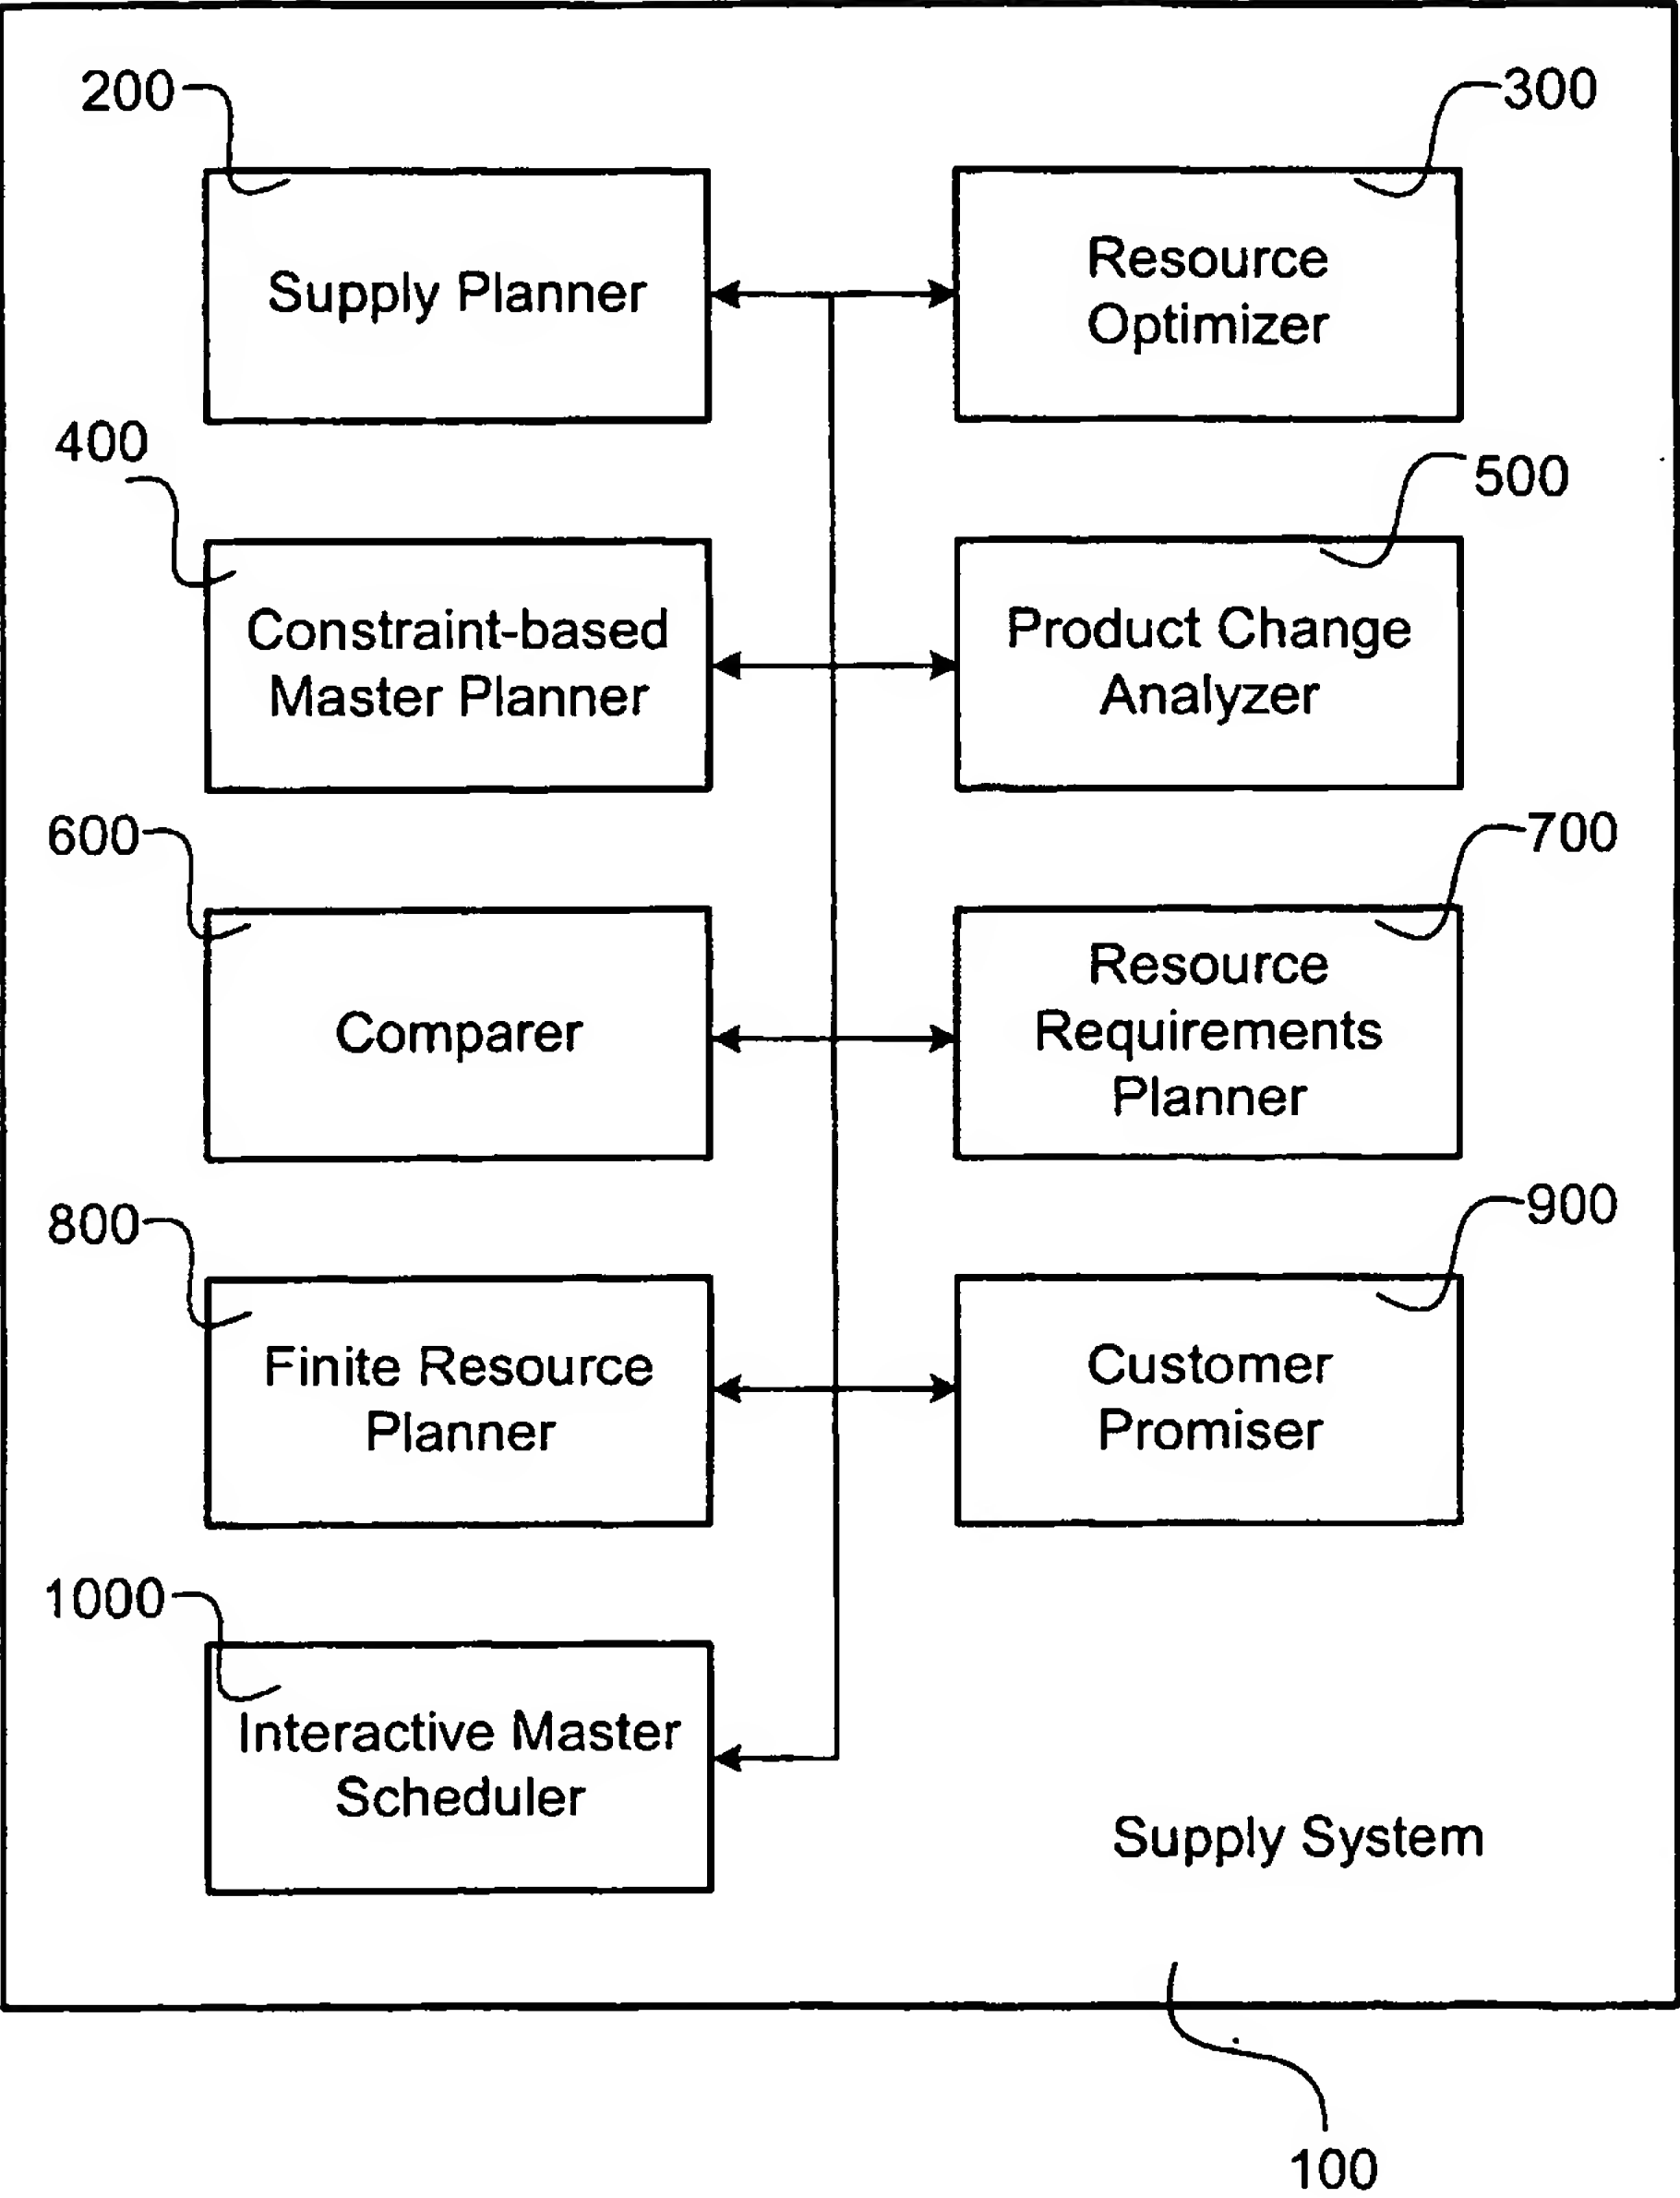 200
300
Supply Planner
Resource
Optimizer
400
500
Constraint-based
Master Planner
Product Change
Analyzer
600
700
Comparer
Resource
Requirements
Planner
800
900
Finite Resource
Planner
Customer
Promiser
1000
Interactive Master
Scheduler
Supply System
100